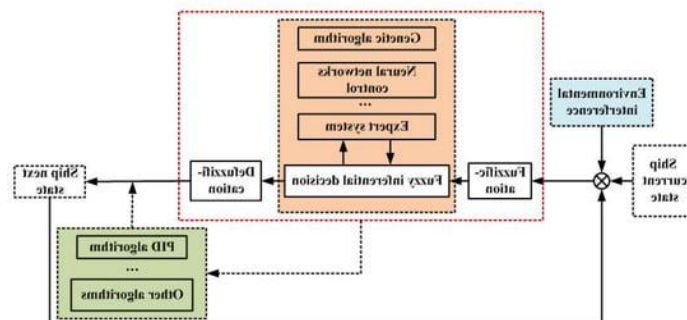 Genetic algorithm
Neural networks
control
...
Expert system
Fuzzy inferential decision
Environmental
interference
Ship
current
state
Fuzzifie-
ation
Defuzzifi-
cation
Ship next
state
PID algorithm
...
Other algorithms